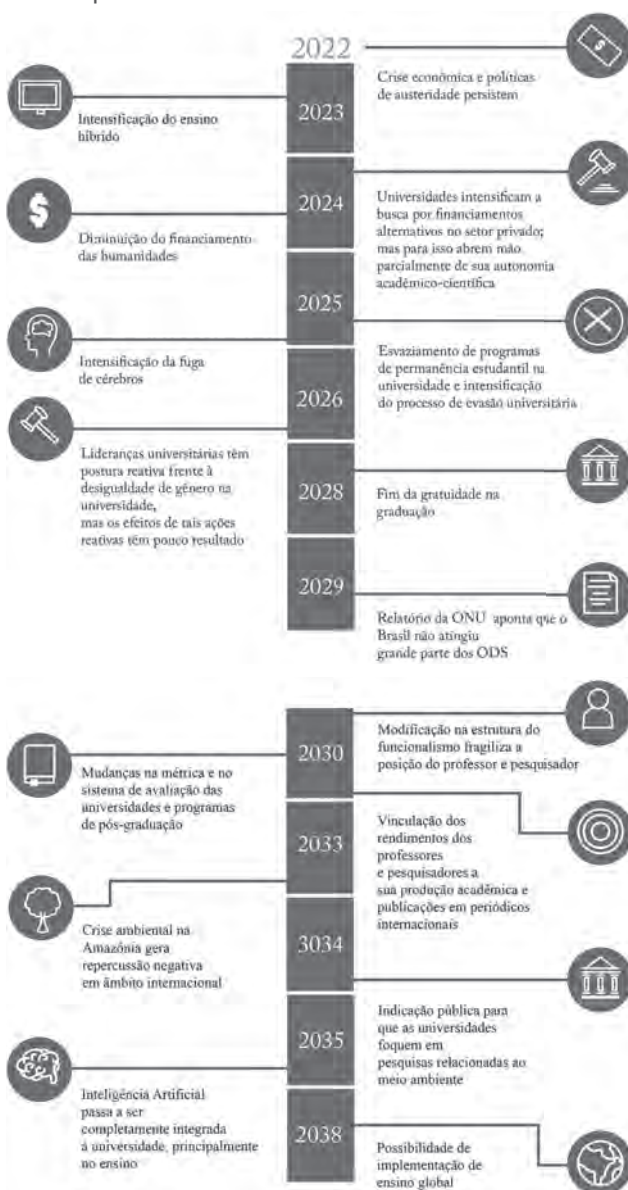 2022
Crise econômica e políticas
de austeridade persistem
2023
Intensificação do ensino
híbrido
2024
Universidades intensificam a
busca por financiamentos
alternativos no setor privado;
mas para isso abrem mão
parcialmente de sua autonomia
acadêmico-científica
$
Diminuição do financiamento
das humanidades
2025
Esvaziamento de programas
de permanência estudantil na
universidade e intensificação
do processo de evasão universitária
Intensificação da fuga
de cérebros
2026
Lideranças universitárias têm
postura reativa frente à
desigualdade de gênero na
universidade,
mas os efeitos de tais ações
reativas têm pouco resultado
2028
Fim da gratuidade na
graduação
2029
Relatório da ONU aponta que o
Brasil não atingiu
grande parte dos ODS
2030
Modificação na estrutura do
funcionalismo fragiliza a
posição do professor e pesquisador
Mudanças na métrica e no
sistema de avaliação das
universidades e programas
de pós-graduação
Vinculação dos
rendimentos dos
professores
e pesquisadores a
sua produção acadêmica e
publicações em periódicos
internacionais
2033
Crise ambiental na
Amazônia gera
repercussão negativa
em âmbito internacional
3034
Indicação pública para
que as universidades
foquem em
pesquisas relacionadas ao
meio ambiente
2035
Inteligência Artificial
passa a ser
completamente integrada
à universidade, principalmente
no ensino
2038
Possibilidade de
implementação de
ensino global